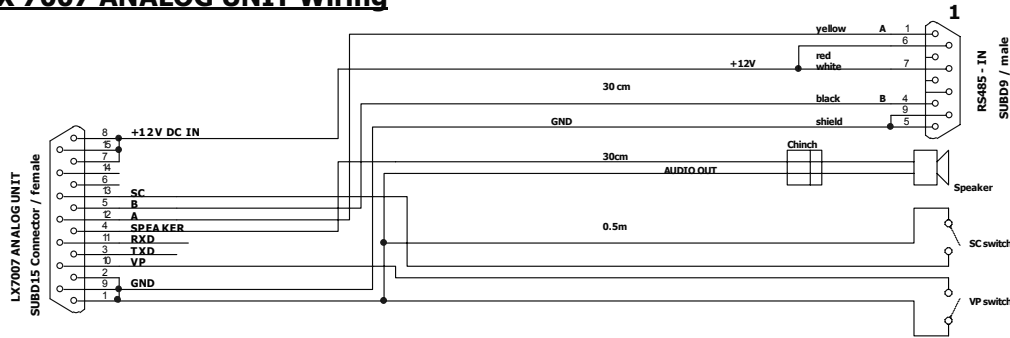 LX 7007 ANALOG UNIT Wiring
1
yellow A 1
6
red
+12V white 7
30 cm
black B 4
9
GND shield 5
RS485 - IN
SUBD9 / male
8 +12V DC IN
15
7
14
6
13 SC
5 B
12 A
4 SPEAKER
11 RXD
3 TXD
10 VP
2
9 GND
1
LX7007 ANALOG UNIT
SUBD15 Connector / female
Chinch
30cm
AUDIO OUT
Speaker
0.5m
SC switch
VP switch